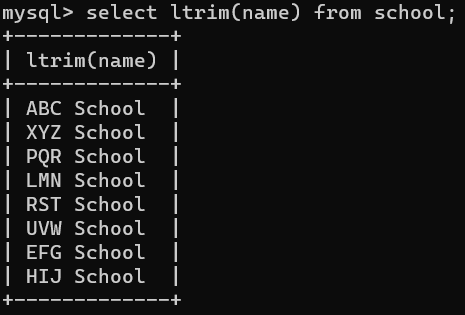 mysql> select ltrim(name) from school;
+-------------+
| ltrim(name) |
+-------------+
| ABC School  |
| XYZ School  |
| PQR School  |
| LMN School  |
| RST School  |
| UVW School  |
| EFG School  |
| HIJ School  |
+-------------+